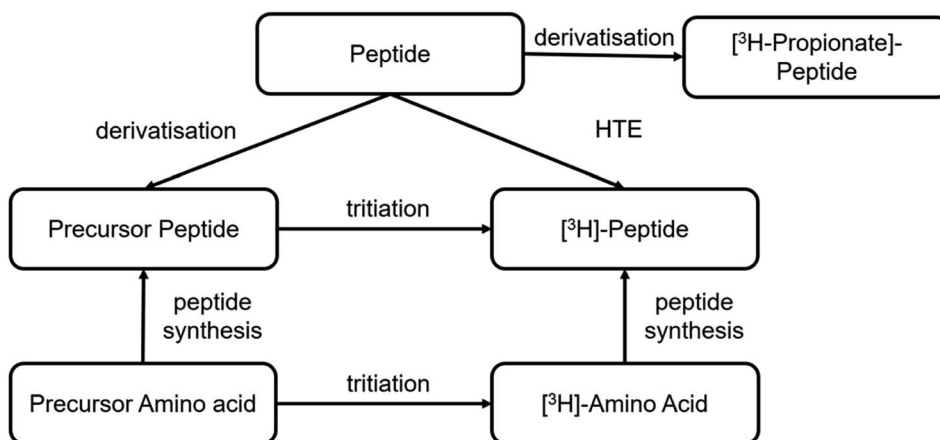 Peptide
derivatisation
[³H-Propionate]-
Peptide
derivatisation
HTE
Precursor Peptide
tritiation
[³H]-Peptide
peptide
synthesis
peptide
synthesis
Precursor Amino acid
tritiation
[³H]-Amino Acid